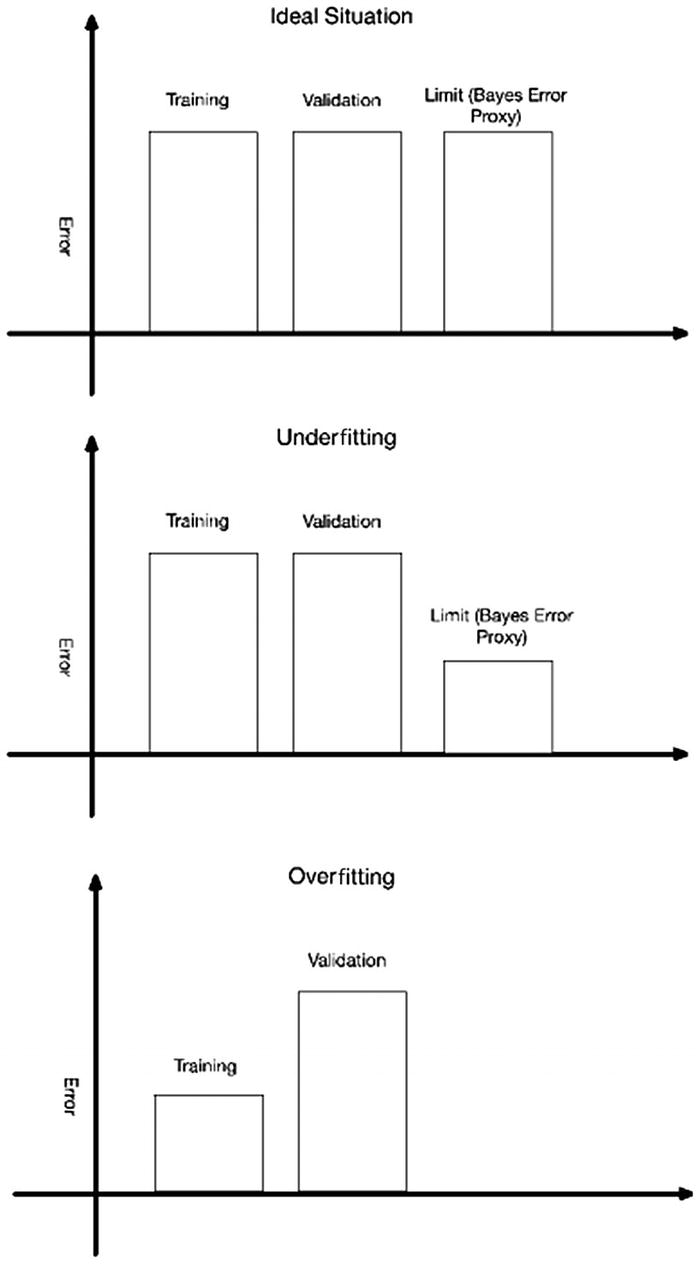 Ideal Situation
Training
Validation
Limit (Bayes Error
Proxy)
Error
Underfitting
Training
Validation
Limit (Bayes Error
Proxy)
Error
Overfitting
Validation
Training
Error